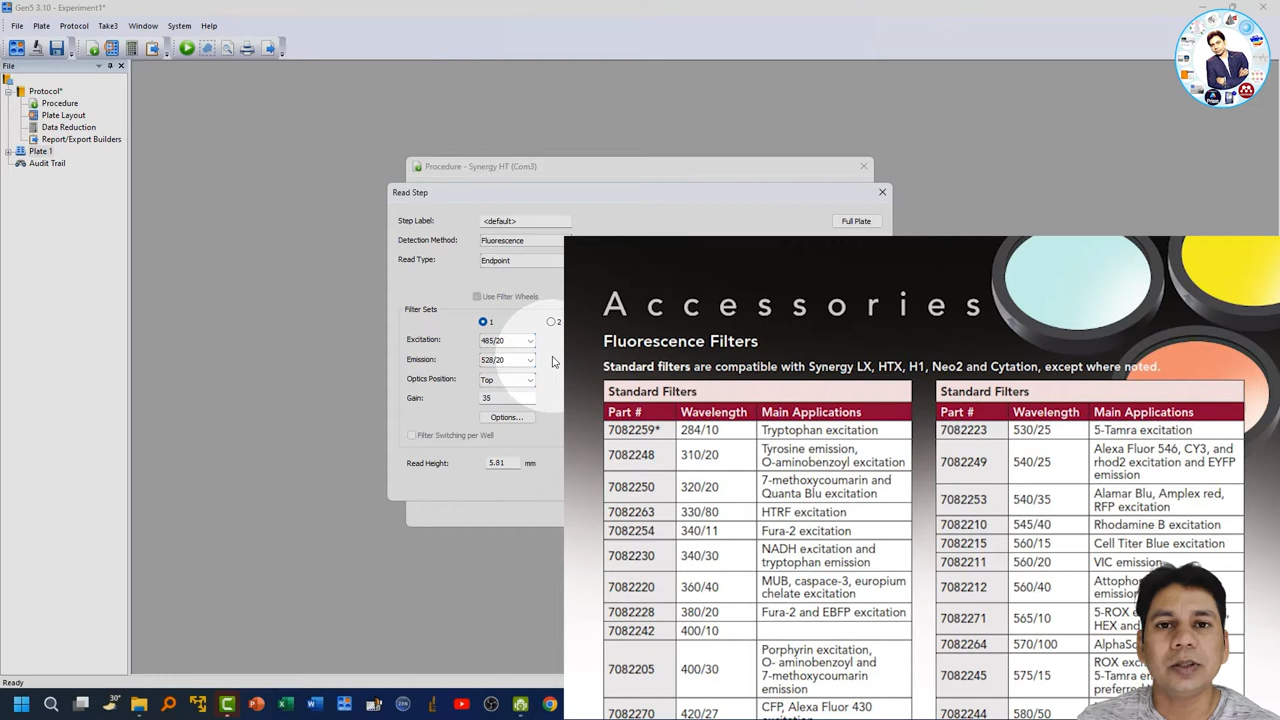 Gen5 3.10 - Experiment1*
File Plate Protocol Take3 Window System Help
File
Protocol*
Procedure
Plate Layout
Data Reduction
Report/Export Builders
Plate 1
Audit Trail
Procedure - Synergy HT (Com3)
Read Step
Step Label: <default> Full Plate
Detection Method: Fluorescence
Read Type: Endpoint
Use Filter Wheels
Filter Sets
1 2
Excitation: 485/20
Emission: 528/20
Optics Position: Top
Gain: 35
Options...
Filter Switching per Well
Read Height: 5.81 mm
Accessories
Fluorescence Filters
Standard filters are compatible with Synergy LX, HTX, H1, Neo2 and Cytation, except where noted.
Standard Filters
Part # Wavelength Main Applications
7082259* 284/10 Tryptophan excitation
7082248 310/20 Tyrosine emission,
O-aminobenzoyl excitation
7082250 320/20 7-methoxycoumarin and
Quanta Blu excitation
7082263 330/80 HTRF excitation
7082254 340/11 Fura-2 excitation
7082230 340/30 NADH excitation and
tryptophan emission
7082220 360/40 MUB, caspace-3, europium
chelate excitation
7082228 380/20 Fura-2 and EBFP excitation
7082242 400/10
7082205 400/30 Porphyrin excitation,
O- aminobenzoyl and
7-methoxycoumarin
emission
7082270 420/27 CFP, Alexa Fluor 430
Standard Filters
Part # Wavelength Main Applications
7082223 530/25 5-Tamra excitation
7082249 540/25 Alexa Fluor 546, CY3, and
rhod2 excitation and EYFP
emission
7082253 540/35 Alamar Blu, Amplex red,
RFP excitation
7082210 545/40 Rhodamine B excitation
7082215 560/15 Cell Titer Blue excitation
7082211 560/20 VIC emission
7082212 560/40
7082271 565/10 5-ROX
HEX and
7082264 570/100
7082245 575/15 ROX
5-Tamra
7082244 580/50
Ready
30°